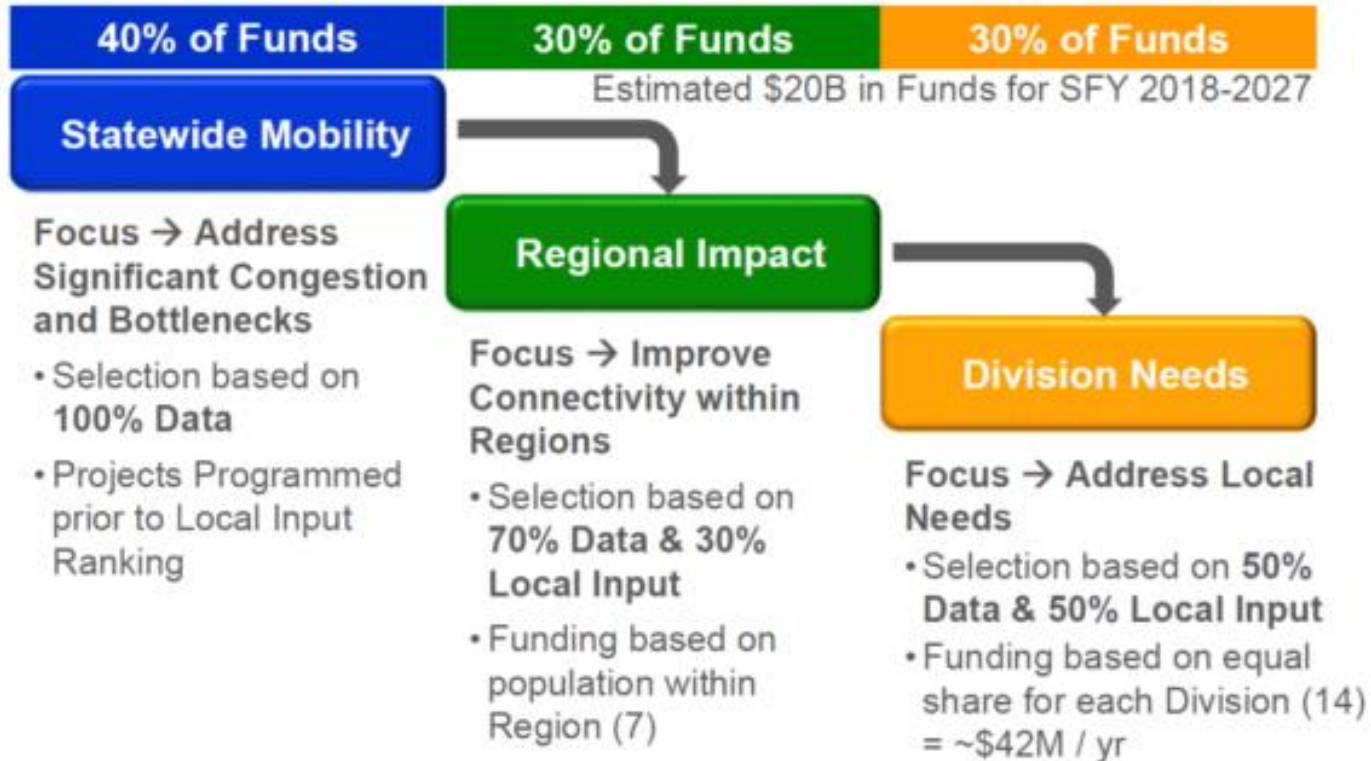 40% of Funds
30% of Funds
30% of Funds
Estimated $20B in Funds for SFY 2018-2027
Statewide Mobility
Focus → Address
Significant Congestion
and Bottlenecks
• Selection based on
100% Data
• Projects Programmed
prior to Local Input
Ranking
Regional Impact
Focus → Improve
Connectivity within
Regions
• Selection based on
70% Data & 30%
Local Input
• Funding based on
population within
Region (7)
Division Needs
Focus → Address Local
Needs
• Selection based on 50%
Data & 50% Local Input
• Funding based on equal
share for each Division (14)
= ~$42M / yr